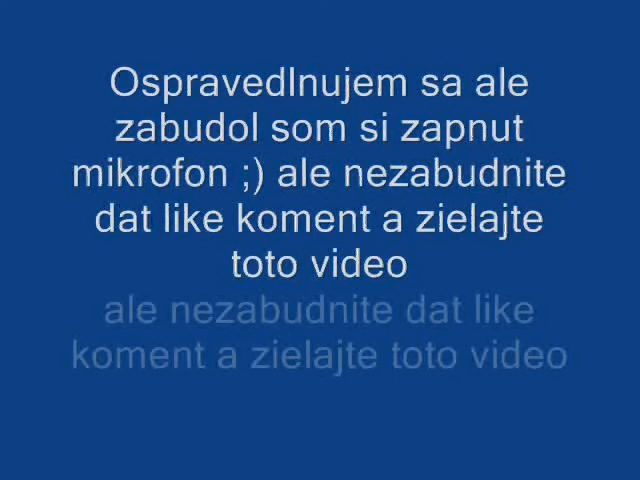 Ospravedlnujem sa ale
zabudol som si zapnut
mikrofon ;) ale nezabudnite
dat like koment a zielajte
toto video
ale nezabudnite dat like
koment a zielajte toto video